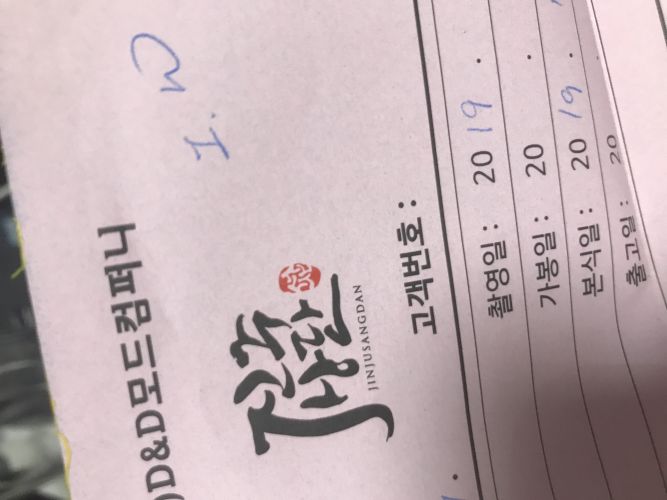 D&D모드컴퍼니
I. W
진주상단
JINJUSANGDAN
고객번호 :
촬영일 : 2019 .
가봉일 : 20 .
본식일 : 2019 .
출고일 : 20